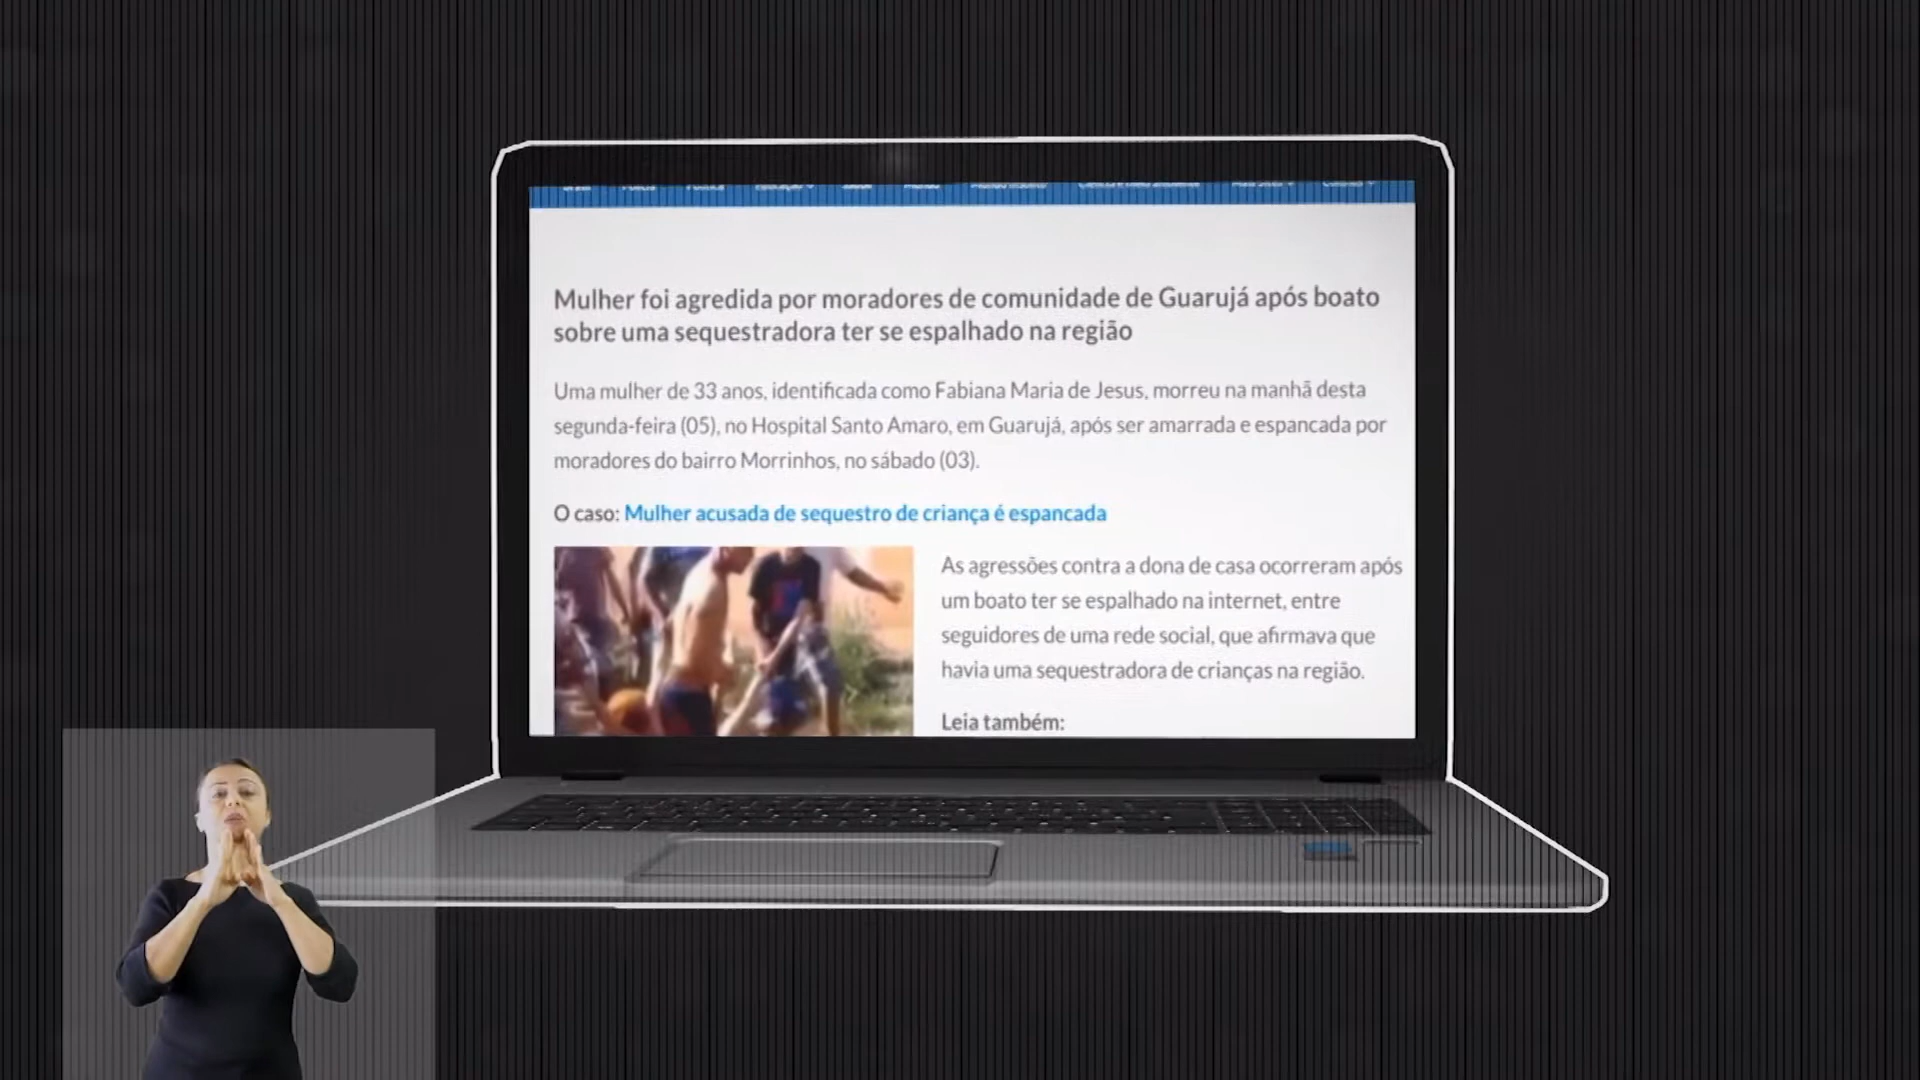 Mulher foi agredida por moradores de comunidade de Guarujá após boato
sobre uma sequestradora ter se espalhado na região
Uma mulher de 33 anos, identificada como Fabiana Maria de Jesus, morreu na manhã desta
segunda-feira (05), no Hospital Santo Amaro, em Guarujá, após ser amarrada e espancada por
moradores do bairro Morrinhos, no sábado (03).
O caso: Mulher acusada de sequestro de criança é espancada
As agressões contra a dona de casa ocorreram após
um boato ter se espalhado na internet, entre
seguidores de uma rede social, que afirmava que
havia uma sequestradora de crianças na região.
Leia também: